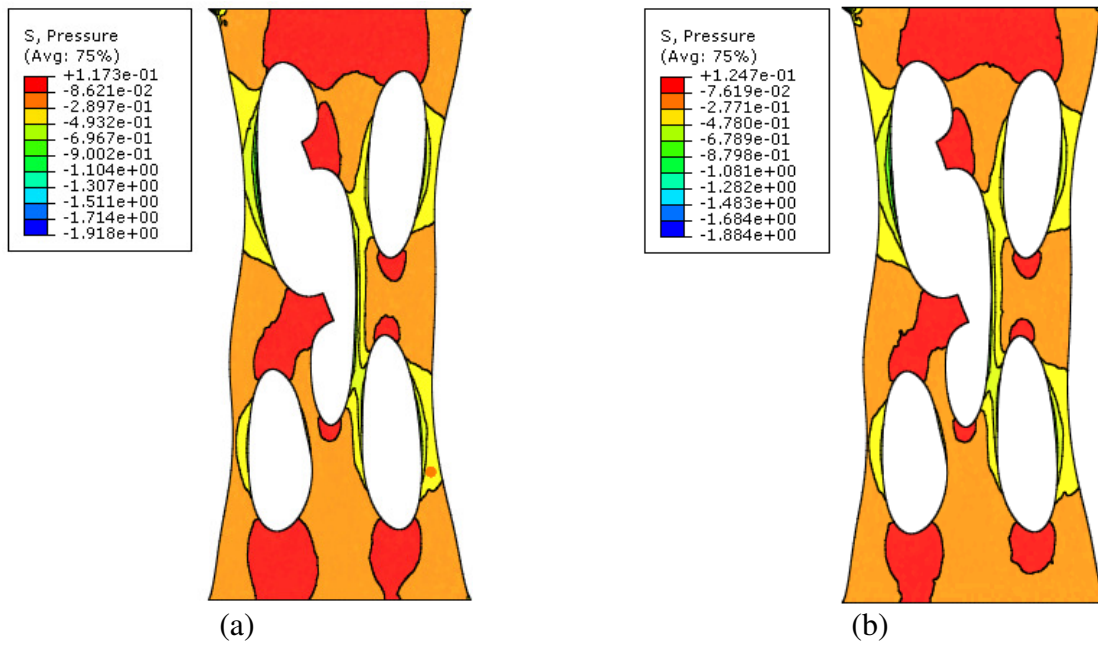 S, Pressure
(Avg: 75%)
+1.173e-01
-8.621e-02
-2.897e-01
-4.932e-01
-6.967e-01
-9.002e-01
-1.104e+00
-1.307e+00
-1.511e+00
-1.714e+00
-1.918e+00
(a)
S, Pressure
(Avg: 75%)
+1.247e-01
-7.619e-02
-2.771e-01
-4.780e-01
-6.789e-01
-8.798e-01
-1.081e+00
-1.282e+00
-1.483e+00
-1.684e+00
-1.884e+00
(b)